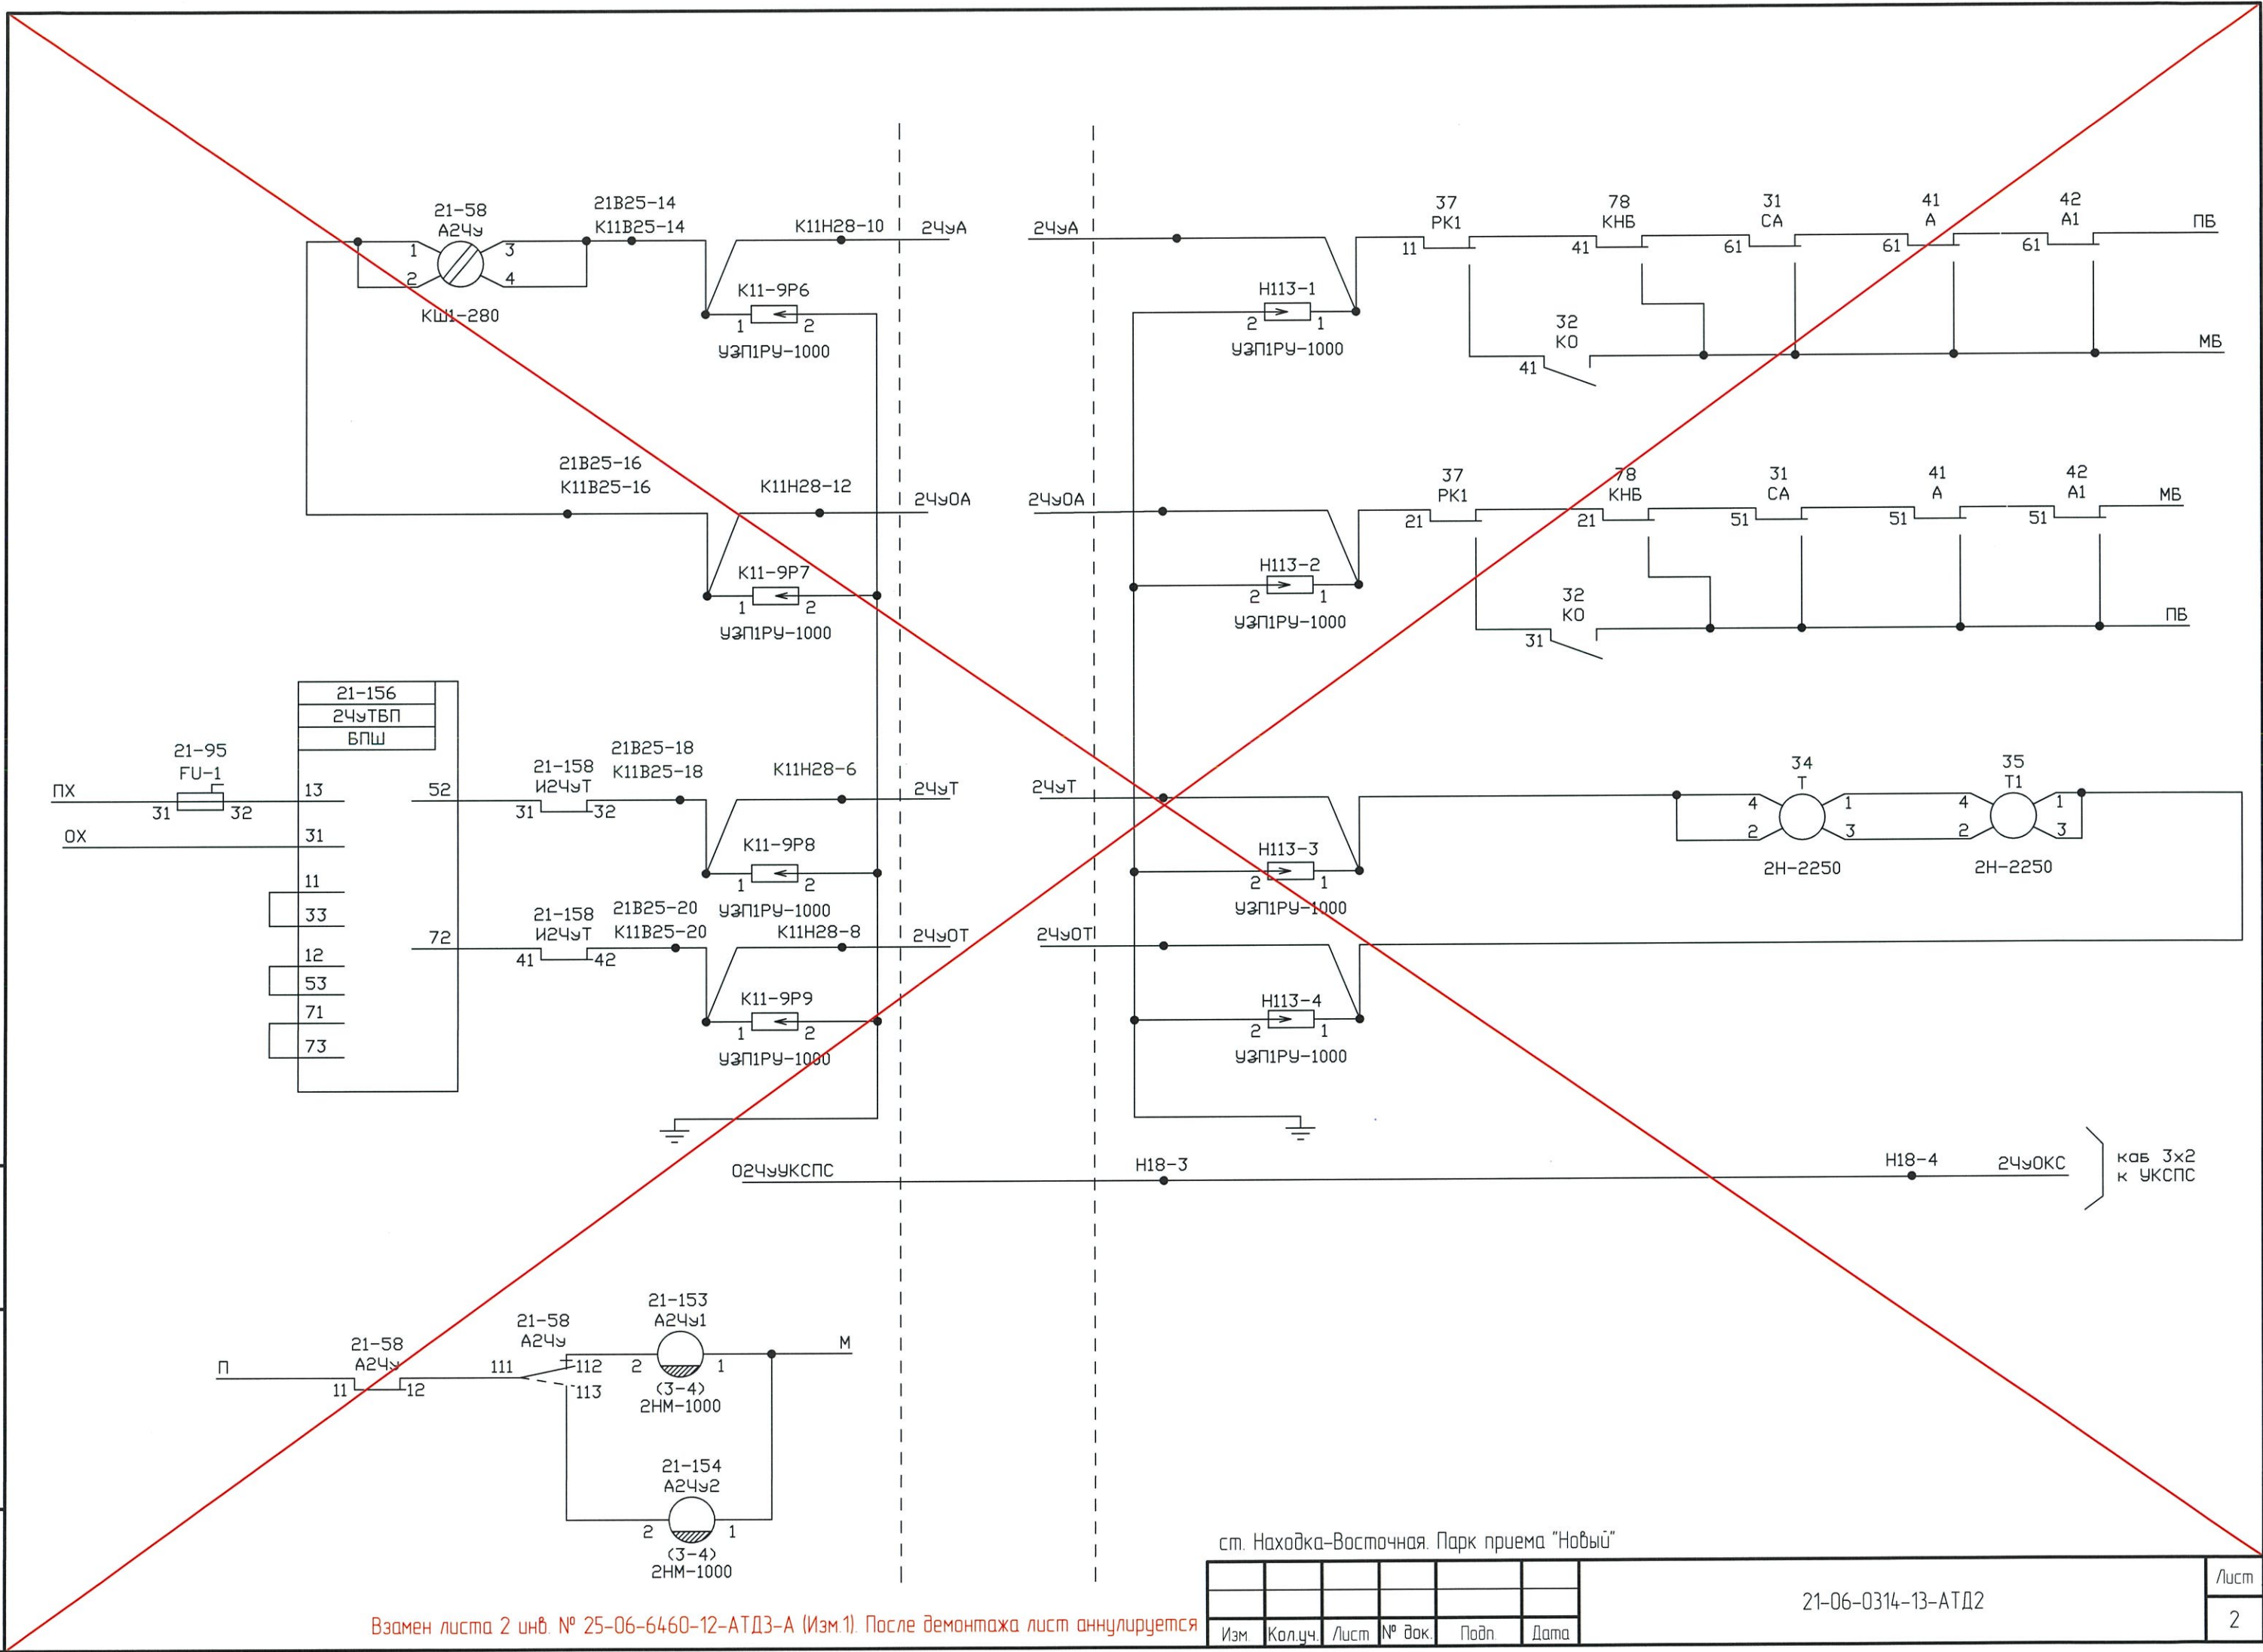 21-58
А2Чу
1
2
3
4
КШ1-280
21В25-14
К11В25-14
К11Н28-10
2ЧуА
К11-9Р6
1
2
УЗП1РУ-1000
2ЧуА
Н113-1
2
1
УЗП1РУ-1000
37
РК1
11
78
КНБ
41
31
СА
61
41
А
61
42
А1
61
ПБ
32
КО
41
МБ
21В25-16
К11В25-16
К11Н28-12
2ЧуОА
К11-9Р7
1
2
УЗП1РУ-1000
2ЧуОА
Н113-2
2
1
УЗП1РУ-1000
37
РК1
21
78
КНБ
21
31
СА
51
41
А
51
42
А1
51
МБ
32
КО
31
ПБ
21-156
2ЧуТБП
БПШ
ПХ
21-95
FU-1
31
32
ОХ
13
31
11
33
12
53
71
73
52
72
21-158
И2ЧуТ
31
32
21В25-18
К11В25-18
К11Н28-6
2ЧуТ
К11-9Р8
1
2
УЗП1РУ-1000
21-158
И2ЧуТ
41
42
21В25-20
К11В25-20
К11Н28-8
2ЧуОТ
К11-9Р9
1
2
УЗП1РУ-1000
2ЧуТ
Н113-3
2
1
УЗП1РУ-1000
34
Т
4
2
1
3
2Н-2250
35
Т1
4
2
1
3
2Н-2250
2ЧуОТ
Н113-4
2
1
УЗП1РУ-1000
О2ЧуУКСПС
Н18-3
Н18-4
2ЧуОКС
каб 3х2
к УКСПС
П
21-58
А2Чу
11
12
21-58
А2Чу
111
112
113
21-153
А2Чу1
2
1
(3-4)
2НМ-1000
М
21-154
А2Чу2
2
1
(3-4)
2НМ-1000
ст. Находка-Восточная. Парк приема "Новый"
Взамен листа 2 инв. № 25-06-6460-12-АТД3-А (Изм.1). После демонтажа лист аннулируется
Изм
Кол.уч.
Лист
№ док.
Подп.
Дата
21-06-0314-13-АТД2
Лист
2